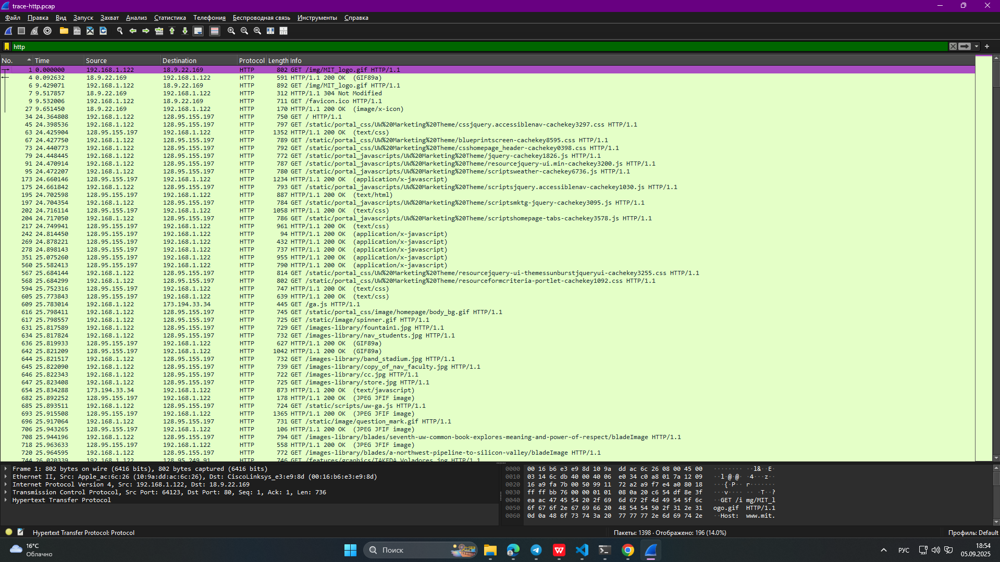 trace-http.pcap
Файл Правка Вид Запуск Захват Анализ Статистика Телефония Беспроводная связь Инструменты Справка
http
No. Time Source Destination Protocol Length Info
1 0.000000 192.168.1.122 18.9.22.169 HTTP 802 GET /img/MIT_logo.gif HTTP/1.1
4 0.092632 18.9.22.169 192.168.1.122 HTTP 591 HTTP/1.1 200 OK (GIF89a)
6 9.429071 192.168.1.122 18.9.22.169 HTTP 892 GET /img/MIT_logo.gif HTTP/1.1
7 9.517857 18.9.22.169 192.168.1.122 HTTP 312 HTTP/1.1 304 Not Modified
9 9.532006 192.168.1.122 18.9.22.169 HTTP 711 GET /favicon.ico HTTP/1.1
27 9.651450 18.9.22.169 192.168.1.122 HTTP 170 HTTP/1.1 200 OK (image/x-icon)
34 24.364808 192.168.1.122 128.95.155.197 HTTP 750 GET / HTTP/1.1
45 24.398536 192.168.1.122 128.95.155.197 HTTP 797 GET /static/portal_css/UW%20Marketing%20Theme/cssjquery.accessiblenav-cachekey3297.css HTTP/1.1
63 24.425904 128.95.155.197 192.168.1.122 HTTP 1352 HTTP/1.1 200 OK (text/css)
67 24.427750 192.168.1.122 128.95.155.197 HTTP 789 GET /static/portal_css/UW%20Marketing%20Theme/blueprintscreen-cachekey8595.css HTTP/1.1
73 24.440773 192.168.1.122 128.95.155.197 HTTP 792 GET /static/portal_css/UW%20Marketing%20Theme/csshomepage_header-cachekey0398.css HTTP/1.1
79 24.448445 192.168.1.122 128.95.155.197 HTTP 772 GET /static/portal_javascripts/UW%20Marketing%20Theme/jquery-cachekey1826.js HTTP/1.1
91 24.470914 192.168.1.122 128.95.155.197 HTTP 787 GET /static/portal_javascripts/UW%20Marketing%20Theme/resourcejquery-ui.min-cachekey3200.js HTTP/1.1
95 24.472207 192.168.1.122 128.95.155.197 HTTP 780 GET /static/portal_javascripts/UW%20Marketing%20Theme/scriptsweather-cachekey6736.js HTTP/1.1
173 24.660146 128.95.155.197 192.168.1.122 HTTP 1234 HTTP/1.1 200 OK (application/x-javascript)
175 24.661842 192.168.1.122 128.95.155.197 HTTP 793 GET /static/portal_javascripts/UW%20Marketing%20Theme/scriptsjquery.accessiblenav-cachekey1030.js HTTP/1.1
195 24.702598 128.95.155.197 192.168.1.122 HTTP 887 HTTP/1.1 200 OK (text/html)
197 24.704354 192.168.1.122 128.95.155.197 HTTP 784 GET /static/portal_javascripts/UW%20Marketing%20Theme/scriptsmktg-jquery-cachekey3095.js HTTP/1.1
202 24.716114 128.95.155.197 192.168.1.122 HTTP 1058 HTTP/1.1 200 OK (text/css)
204 24.717050 192.168.1.122 128.95.155.197 HTTP 786 GET /static/portal_javascripts/UW%20Marketing%20Theme/scriptshomepage-tabs-cachekey3578.js HTTP/1.1
217 24.749941 128.95.155.197 192.168.1.122 HTTP 961 HTTP/1.1 200 OK (text/css)
242 24.814450 128.95.155.197 192.168.1.122 HTTP 94 HTTP/1.1 200 OK (application/x-javascript)
269 24.878221 128.95.155.197 192.168.1.122 HTTP 432 HTTP/1.1 200 OK (application/x-javascript)
278 24.898143 128.95.155.197 192.168.1.122 HTTP 737 HTTP/1.1 200 OK (application/x-javascript)
351 25.075260 128.95.155.197 192.168.1.122 HTTP 955 HTTP/1.1 200 OK (application/x-javascript)
560 25.582413 128.95.155.197 192.168.1.122 HTTP 790 HTTP/1.1 200 OK (application/x-javascript)
567 25.684144 192.168.1.122 128.95.155.197 HTTP 814 GET /static/portal_css/UW%20Marketing%20Theme/resourcejquery-ui-themessunburstjqueryui-cachekey3255.css HTTP/1.1
568 25.684299 192.168.1.122 128.95.155.197 HTTP 802 GET /static/portal_css/UW%20Marketing%20Theme/resourceformcriteria-portlet-cachekey1092.css HTTP/1.1
594 25.752316 128.95.155.197 192.168.1.122 HTTP 747 HTTP/1.1 200 OK (text/css)
605 25.773843 128.95.155.197 192.168.1.122 HTTP 639 HTTP/1.1 200 OK (text/css)
609 25.783014 192.168.1.122 173.194.33.34 HTTP 445 GET /ga.js HTTP/1.1
616 25.798411 192.168.1.122 128.95.155.197 HTTP 745 GET /static/portal_css/image/homepage/body_bg.gif HTTP/1.1
617 25.798557 192.168.1.122 128.95.155.197 HTTP 725 GET /static/image/spinner.gif HTTP/1.1
631 25.817589 192.168.1.122 128.95.155.197 HTTP 729 GET /images-library/fountain1.jpg HTTP/1.1
634 25.817824 192.168.1.122 128.95.155.197 HTTP 732 GET /images-library/nav_students.jpg HTTP/1.1
636 25.819933 128.95.155.197 192.168.1.122 HTTP 627 HTTP/1.1 200 OK (GIF89a)
642 25.821209 128.95.155.197 192.168.1.122 HTTP 1042 HTTP/1.1 200 OK (GIF89a)
644 25.821517 192.168.1.122 128.95.155.197 HTTP 732 GET /images-library/band_stadium.jpg HTTP/1.1
645 25.822090 192.168.1.122 128.95.155.197 HTTP 739 GET /images-library/copy_of_nav_faculty.jpg HTTP/1.1
646 25.822343 192.168.1.122 128.95.155.197 HTTP 722 GET /images-library/cc.jpg HTTP/1.1
647 25.823408 192.168.1.122 128.95.155.197 HTTP 725 GET /images-library/store.jpg HTTP/1.1
654 25.834288 173.194.33.34 192.168.1.122 HTTP 873 HTTP/1.1 200 OK (text/javascript)
682 25.892252 128.95.155.197 192.168.1.122 HTTP 178 HTTP/1.1 200 OK (JPEG JFIF image)
685 25.893511 192.168.1.122 128.95.155.197 HTTP 724 GET /static/scripts/uw-ga.js HTTP/1.1
693 25.915508 128.95.155.197 192.168.1.122 HTTP 1365 HTTP/1.1 200 OK (JPEG JFIF image)
696 25.917064 192.168.1.122 128.95.155.197 HTTP 731 GET /static/image/question_mark.gif HTTP/1.1
706 25.943265 128.95.155.197 192.168.1.122 HTTP 106 HTTP/1.1 200 OK (JPEG JFIF image)
708 25.944196 192.168.1.122 128.95.155.197 HTTP 794 GET /images-library/blades/seventh-uw-common-book-explores-meaning-and-power-of-respect/bladeImage HTTP/1.1
718 25.963633 128.95.155.197 192.168.1.122 HTTP 558 HTTP/1.1 200 OK (JPEG JFIF image)
720 25.964595 192.168.1.122 128.95.155.197 HTTP 772 GET /images-library/blades/a-northwest-pipeline-to-silicon-valley/bladeImage HTTP/1.1
744 26.020339 192.168.1.122 128.95.249.91 HTTP 746 GET /features/graphics/TAKEDA_Voladores.jpg HTTP/1.1
Frame 1: 802 bytes on wire (6416 bits), 802 bytes captured (6416 bits)
Ethernet II, Src: Apple_ac:6c:26 (10:9a:dd:ac:6c:26), Dst: CiscoLinksys_e3:e9:8d (00:16:b6:e3:e9:8d)
Internet Protocol Version 4, Src: 192.168.1.122, Dst: 18.9.22.169
Transmission Control Protocol, Src Port: 64123, Dst Port: 80, Seq: 1, Ack: 1, Len: 736
Hypertext Transfer Protocol
0000 00 16 b6 e3 e9 8d 10 9a dd ac 6c 26 08 00 45 00 ········ ··l&··E·
0010 03 14 6c db 40 00 40 06 e0 34 c0 a8 01 7a 12 09 ··l·@·@· ·4···z··
0020 16 a9 fa 7b 00 50 99 11 72 a2 a9 f7 e4 a0 80 18 ···{·P·· r·······
0030 ff ff bb 76 00 00 01 01 08 0a 20 c6 54 df 8e 3f ···v···· ·· ·T··?
0040 ea ac 47 45 54 20 2f 69 6d 67 2f 4d 49 54 5f 6c ··GET /i mg/MIT_l
0050 6f 67 6f 2e 67 69 66 20 48 54 54 50 2f 31 2e 31 ogo.gif HTTP/1.1
0060 0d 0a 48 6f 73 74 3a 20 77 77 77 2e 6d 69 74 2e ··Host: www.mit.
Hypertext Transfer Protocol: Protocol Пакеты: 1398 · Отображено: 196 (14.0%) Профиль: Default
16°C
Облачно
Поиск
РУС
18:54
05.09.2025